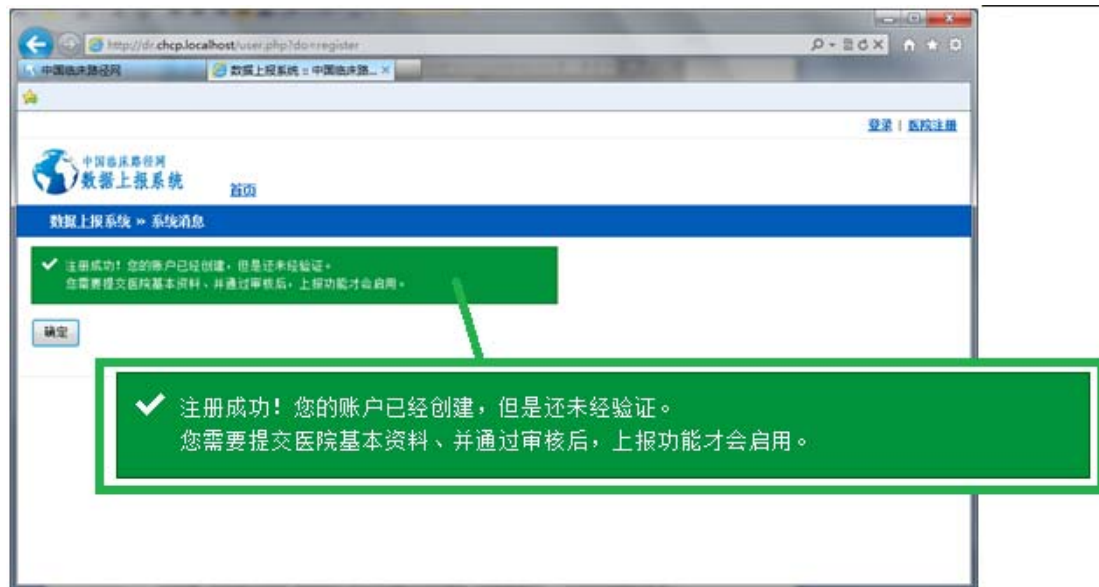 http://dr.chcp.localhost/user.php?do=register
中国临床路径网
数据上报系统 :: 中国临床路... ×
登录 | 医院注册
中国临床路径网
数据上报系统
首页
数据上报系统 » 系统消息
注册成功！您的账户已经创建，但是还未经验证。
您需要提交医院基本资料、并通过审核后，上报功能才会启用。
确定
注册成功！您的账户已经创建，但是还未经验证。
您需要提交医院基本资料、并通过审核后，上报功能才会启用。